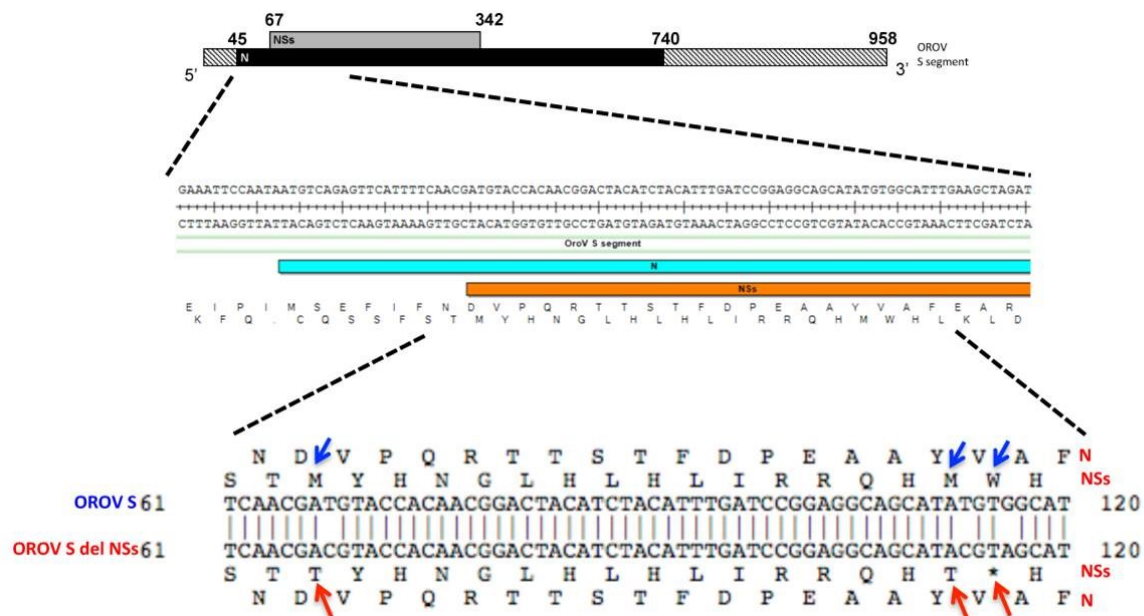 67 342
NSs
45 740 958
N
OROV
S segment
5' 3'
GAAATTCCAATAATGTCAGAGTTCATTTTCAACGATGTACCACAACGGACTACATCTACATTTGATCCGGAGGCAGCATATGTGGCATTTGAAGCTAGAT
CTTTAAGGTTATTACAGTCTCAAGTAAAAGTTGCTACATGGTGTTGCCTGATGTAGATGTAAACTAGGCCTCCGTCGTATACACCGTAAACTTCGATCTA
OroV S segment
N
NSs
E I P I M S E F I F N D V P Q R T T S T F D P E A A Y V A F E A R
K F Q . C Q S S F S T M Y H N G L H L H L I R R Q H M W H L K L D
N D V P Q R T T S T F D P E A A Y V A F N
S T M Y H N G L H L H L I R R Q H M W H NSs
OROV S 61 TCAACGATGTACCACAACGGACTACATCTACATTTGATCCGGAGGCAGCATATGTGGCAT 120
OROV S del NSs 61 TCAACGACGTACCACAACGGACTACATCTACATTTGATCCGGAGGCAGCATACGTAGCAT 120
S T T Y H N G L H L H L I R R Q H T * H NSs
N D V P Q R T T S T F D P E A A Y V A F N